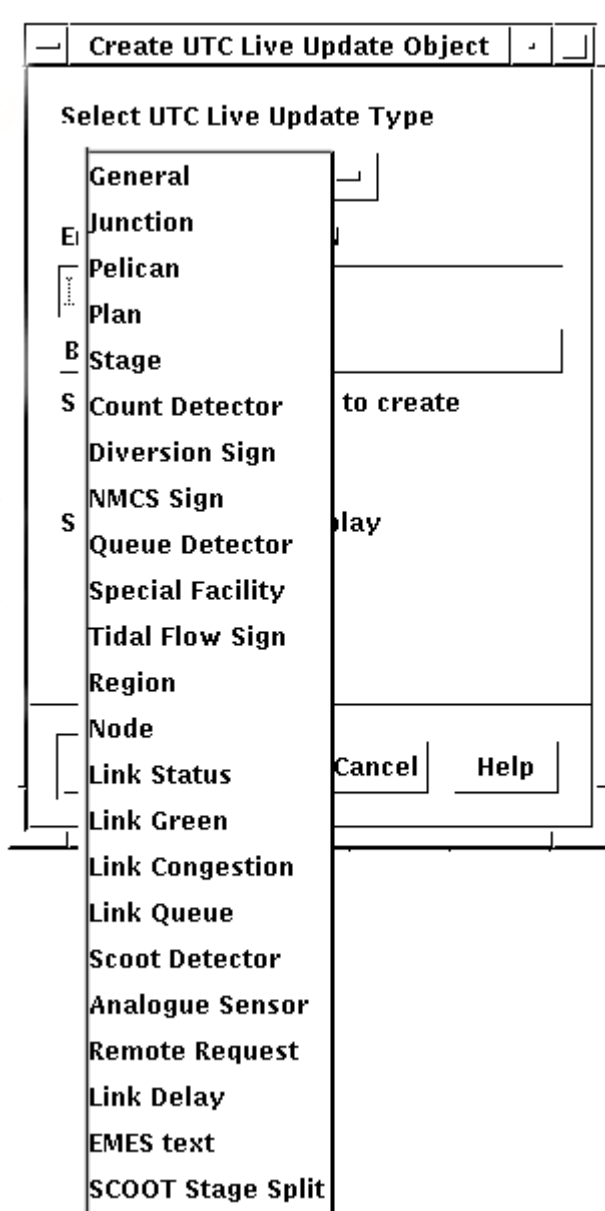 Create UTC Live Update Object
Select UTC Live Update Type
General
Junction
Pelican
Plan
Stage
Count Detector
to create
Diversion Sign
NMCS Sign
Queue Detector
Special Facility
Tidal Flow Sign
Region
Node
Link Status
Cancel
Help
Link Green
Link Congestion
Link Queue
Scoot Detector
Analogue Sensor
Remote Request
Link Delay
EMES text
SCOOT Stage Split